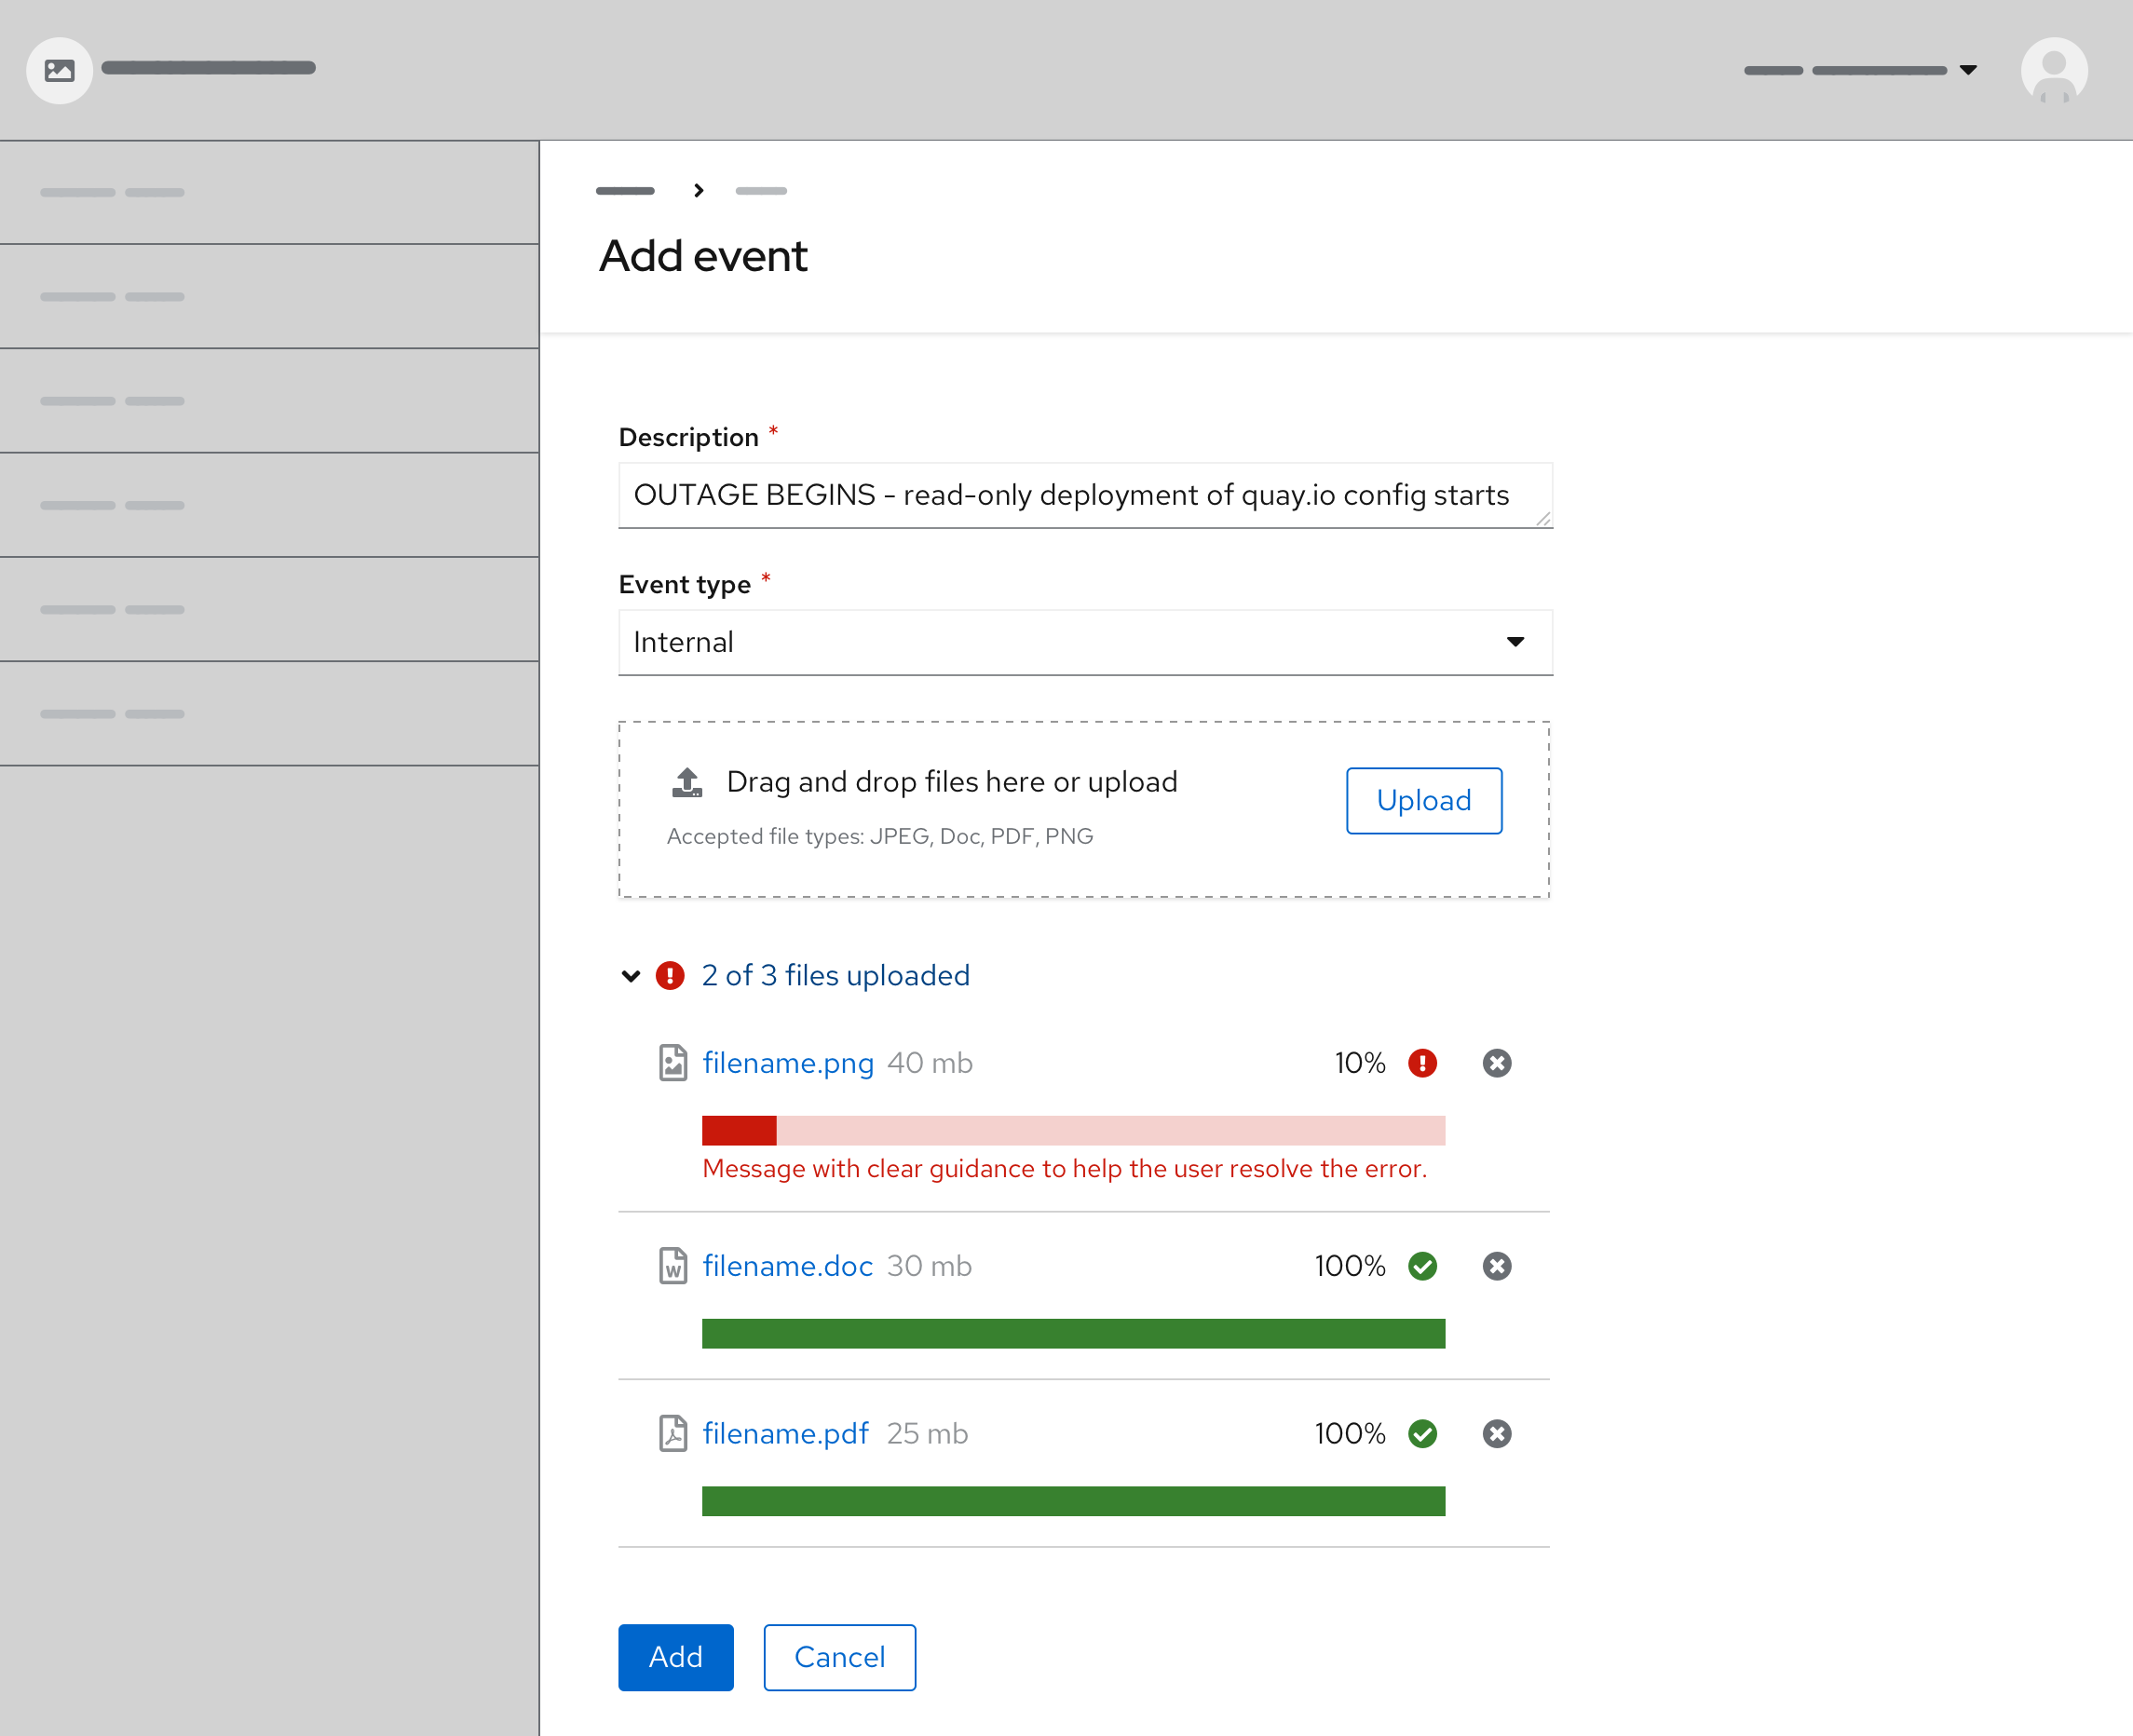 Add event
Description *
OUTAGE BEGINS - read-only deployment of quay.io config starts
Event type *
Internal
Drag and drop files here or upload
Upload
Accepted file types: JPEG, Doc, PDF, PNG
2 of 3 files uploaded
filename.png 40 mb 10%
Message with clear guidance to help the user resolve the error.
filename.doc 30 mb 100%
filename.pdf 25 mb 100%
Add Cancel